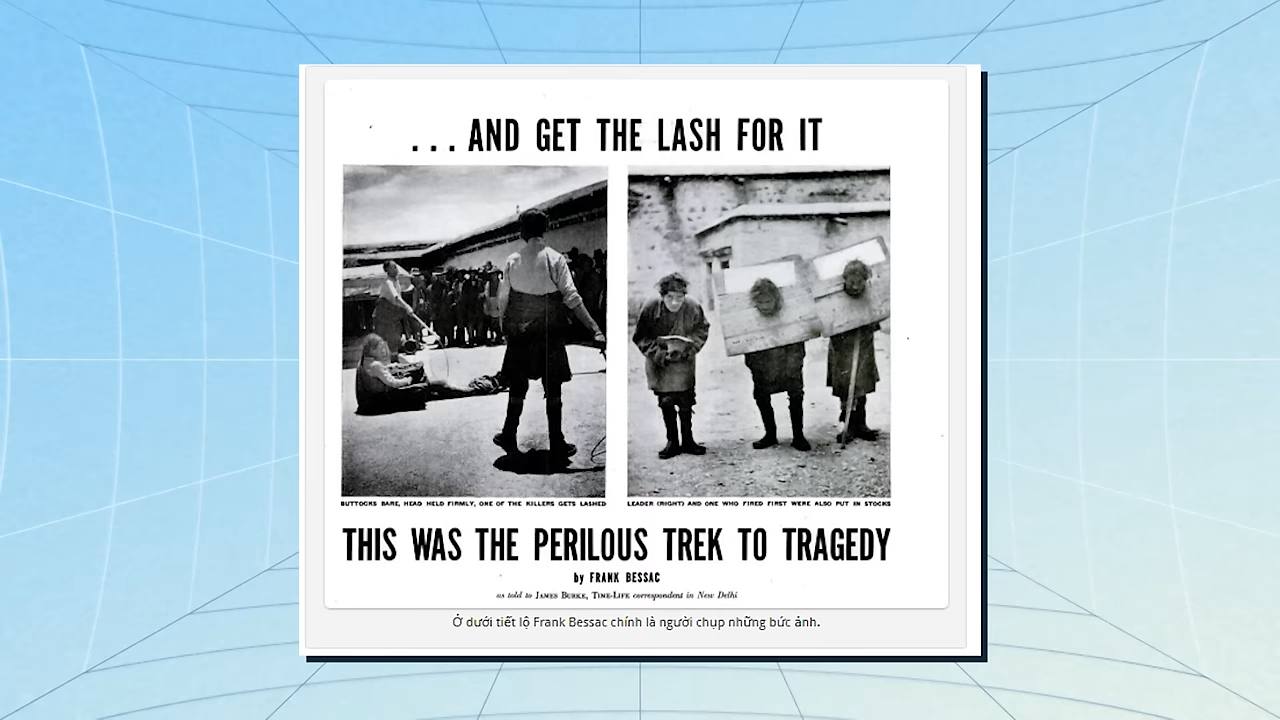 ...AND GET THE LASH FOR IT
BUTTOCKS BARE, HEAD HELD FIRMLY, ONE OF THE KILLERS GETS LASHED
LEADER (RIGHT) AND ONE WHO FIRED FIRST WERE ALSO PUT IN STOCKS
THIS WAS THE PERILOUS TREK TO TRAGEDY
by FRANK BESSAC
as told to JAMES BURKE, TIME-LIFE correspondent in New Delhi
Ở dưới tiết lộ Frank Bessac chính là người chụp những bức ảnh.